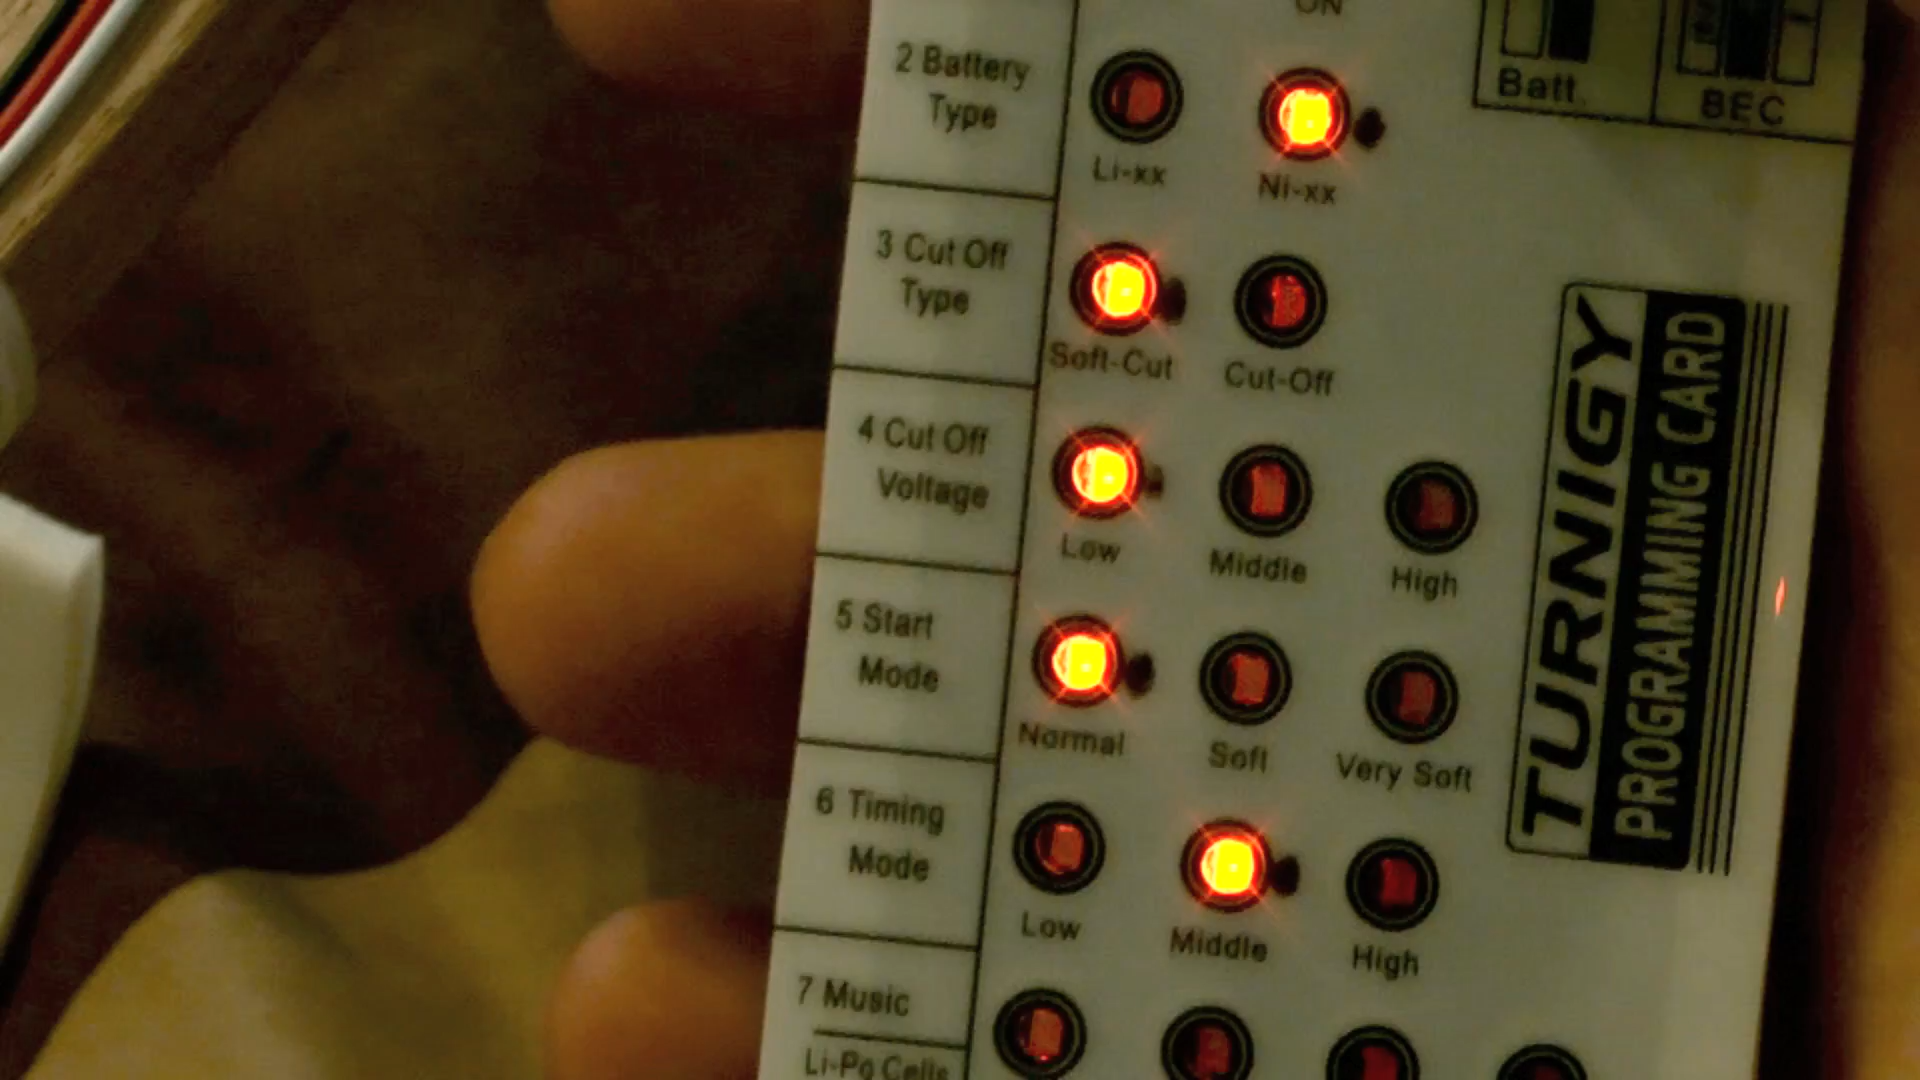 ON
2 Battery
Type
Li-xx
Ni-xx
Batt.
BEC
3 Cut Off
Type
Soft-Cut
Cut-Off
4 Cut Off
Voltage
Low
Middle
High
5 Start
Mode
Normal
Soft
Very Soft
6 Timing
Mode
Low
Middle
High
7 Music
Li-Po Cells
TURNIGY
PROGRAMMING CARD